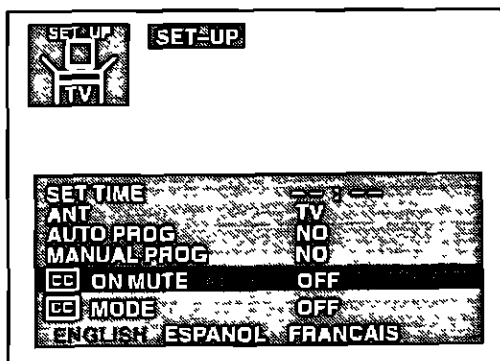 SET-UP
TV
SET-UP
SET TIME --:--
ANT TV
AUTO PROG NO
MANUAL PROG NO
CC ON MUTE OFF
CC MODE OFF
ENGLISH ESPANOL FRANCAIS